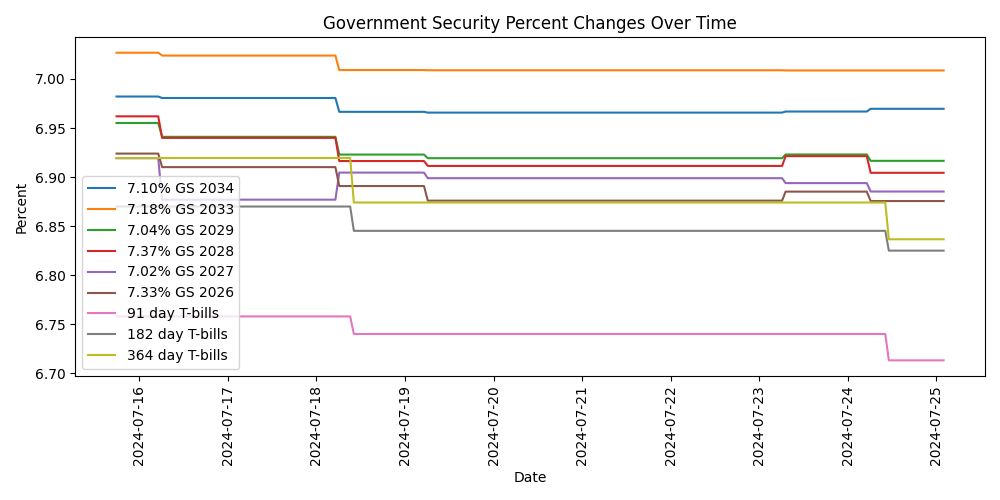 Government Security Percent Changes Over Time
Percent
7.00
6.95
6.90
6.85
6.80
6.75
6.70
7.10% GS 2034
7.18% GS 2033
7.04% GS 2029
7.37% GS 2028
7.02% GS 2027
7.33% GS 2026
91 day T-bills
182 day T-bills
364 day T-bills
2024-07-16
2024-07-17
2024-07-18
2024-07-19
2024-07-20
2024-07-21
2024-07-22
2024-07-23
2024-07-24
2024-07-25
Date